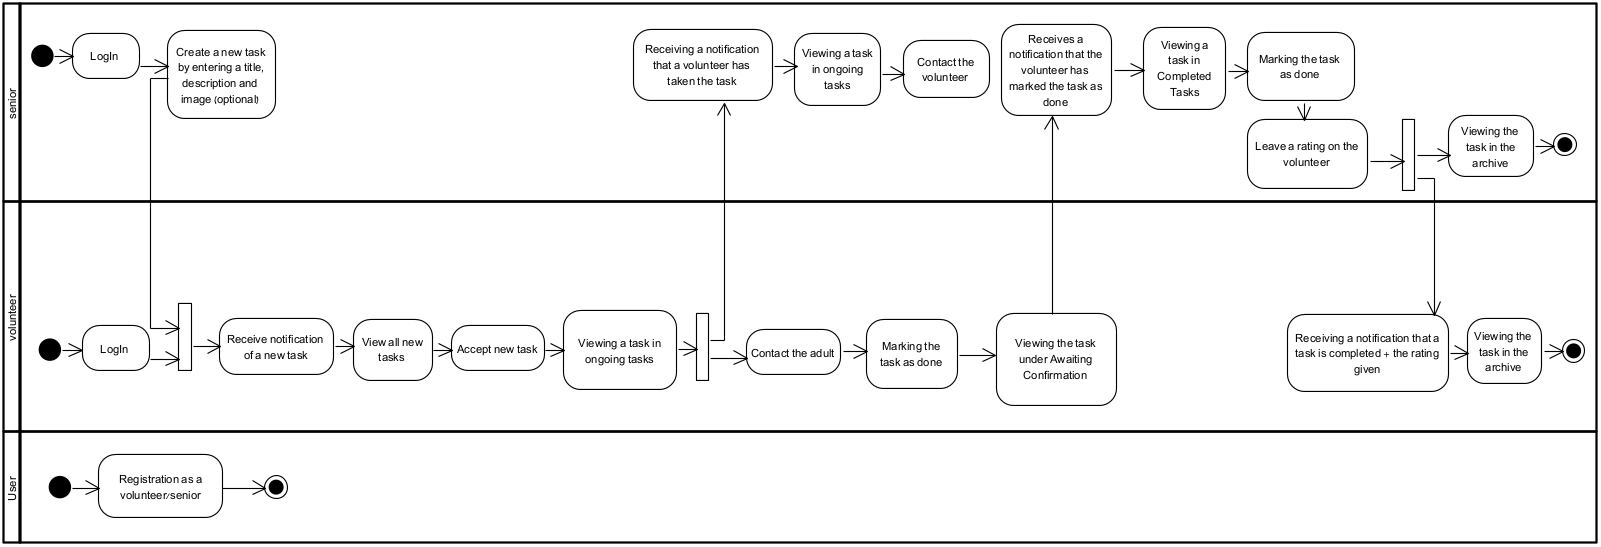 senior
LogIn
Create a new task
by entering a title,
description and
image (optional)
Receiving a notification
that a volunteer has
taken the task
Viewing a task
in ongoing
tasks
Contact the
volunteer
Receives a
notification that the
volunteer has
marked the task as
done
Viewing a
task in
Completed
Tasks
Marking the task
as done
Leave a rating on the
volunteer
Viewing the
task in the
archive
volunteer
LogIn
Receive notification
of a new task
View all new
tasks
Accept new task
Viewing a task in
ongoing tasks
Contact the adult
Marking the
task as done
Viewing the task
under Awaiting
Confirmation
Receiving a notification that a
task is completed + the rating
given
Viewing the
task in the
archive
User
Registration as a
volunteer/senior